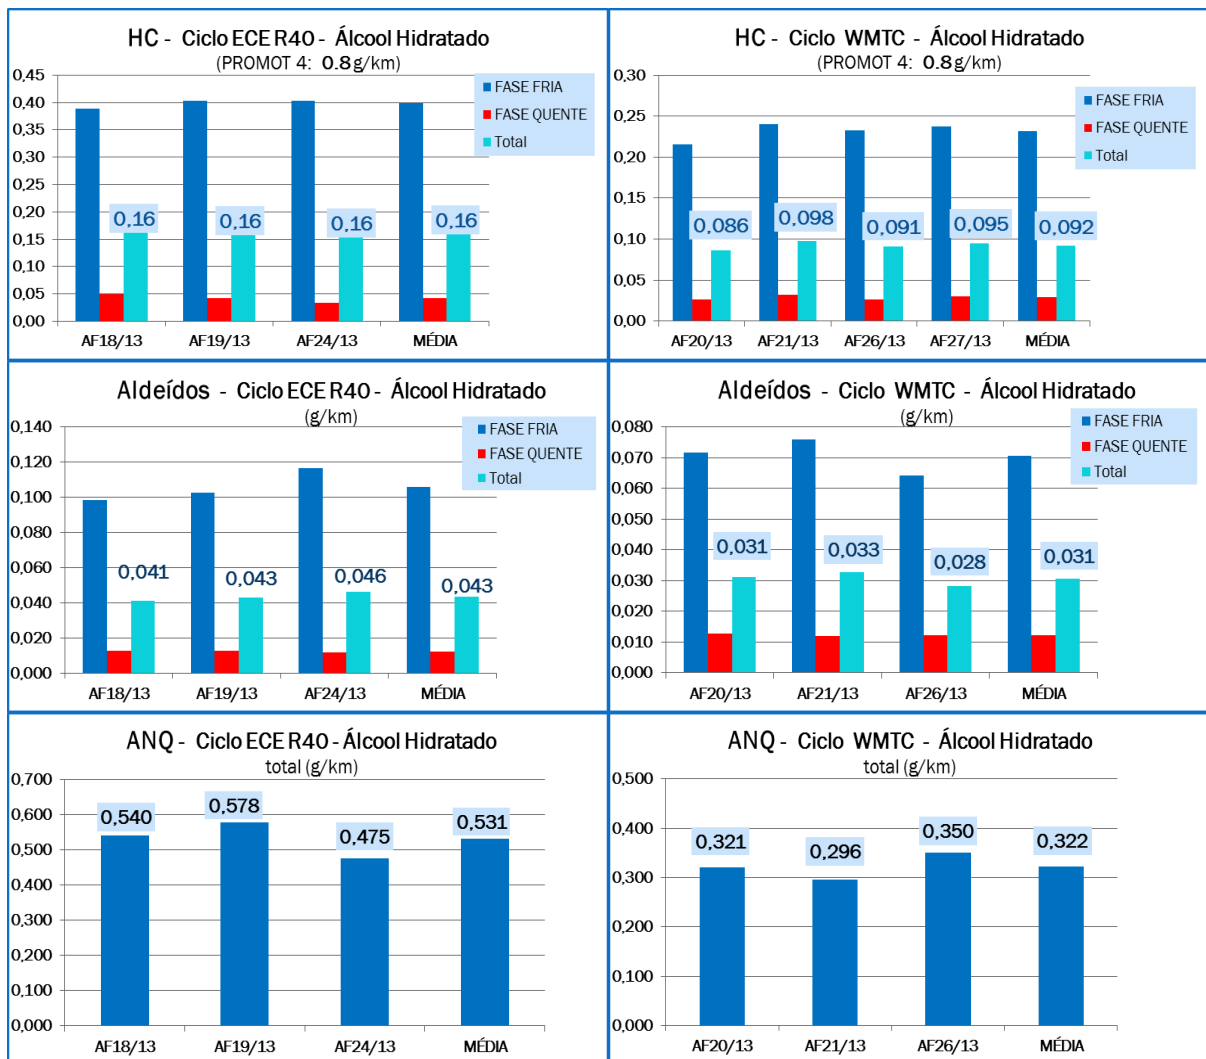 HC - Ciclo ECE R40 - Álcool Hidratado
(PROMOT 4: 0.8 g/km)
0,45
0,40
0,35
0,30
0,25
0,20
0,15
0,10
0,05
0,00
FASE FRIA
FASE QUENTE
Total
0,16 0,16 0,16 0,16
AF18/13 AF19/13 AF24/13 MÉDIA
HC - Ciclo WMTC - Álcool Hidratado
(PROMOT 4: 0.8 g/km)
0,30
0,25
0,20
0,15
0,10
0,05
0,00
FASE FRIA
FASE QUENTE
Total
0,086 0,098 0,091 0,095 0,092
AF20/13 AF21/13 AF26/13 AF27/13 MÉDIA
Aldeídos - Ciclo ECE R40 - Álcool Hidratado
(g/km)
0,140
0,120
0,100
0,080
0,060
0,040
0,020
0,000
FASE FRIA
FASE QUENTE
Total
0,041 0,043 0,046 0,043
AF18/13 AF19/13 AF24/13 MÉDIA
Aldeídos - Ciclo WMTC - Álcool Hidratado
(g/km)
0,080
0,070
0,060
0,050
0,040
0,030
0,020
0,010
0,000
FASE FRIA
FASE QUENTE
Total
0,031 0,033 0,028 0,031
AF20/13 AF21/13 AF26/13 MÉDIA
ANQ - Ciclo ECE R40 - Álcool Hidratado
total (g/km)
0,700
0,600
0,500
0,400
0,300
0,200
0,100
0,000
0,540 0,578 0,475 0,531
AF18/13 AF19/13 AF24/13 MÉDIA
ANQ - Ciclo WMTC - Álcool Hidratado
total (g/km)
0,500
0,400
0,300
0,200
0,100
0,000
0,321 0,296 0,350 0,322
AF20/13 AF21/13 AF26/13 MÉDIA